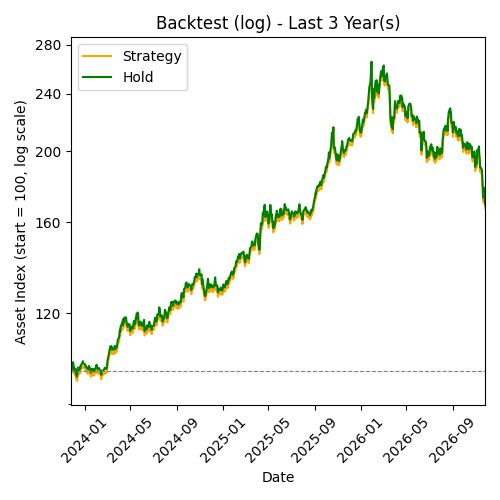 Backtest (log) - Last 3 Year(s)
Strategy
Hold
280
240
200
160
120
Asset Index (start = 100, log scale)
2024-01
2024-05
2024-09
2025-01
2025-05
2025-09
2026-01
2026-05
2026-09
Date